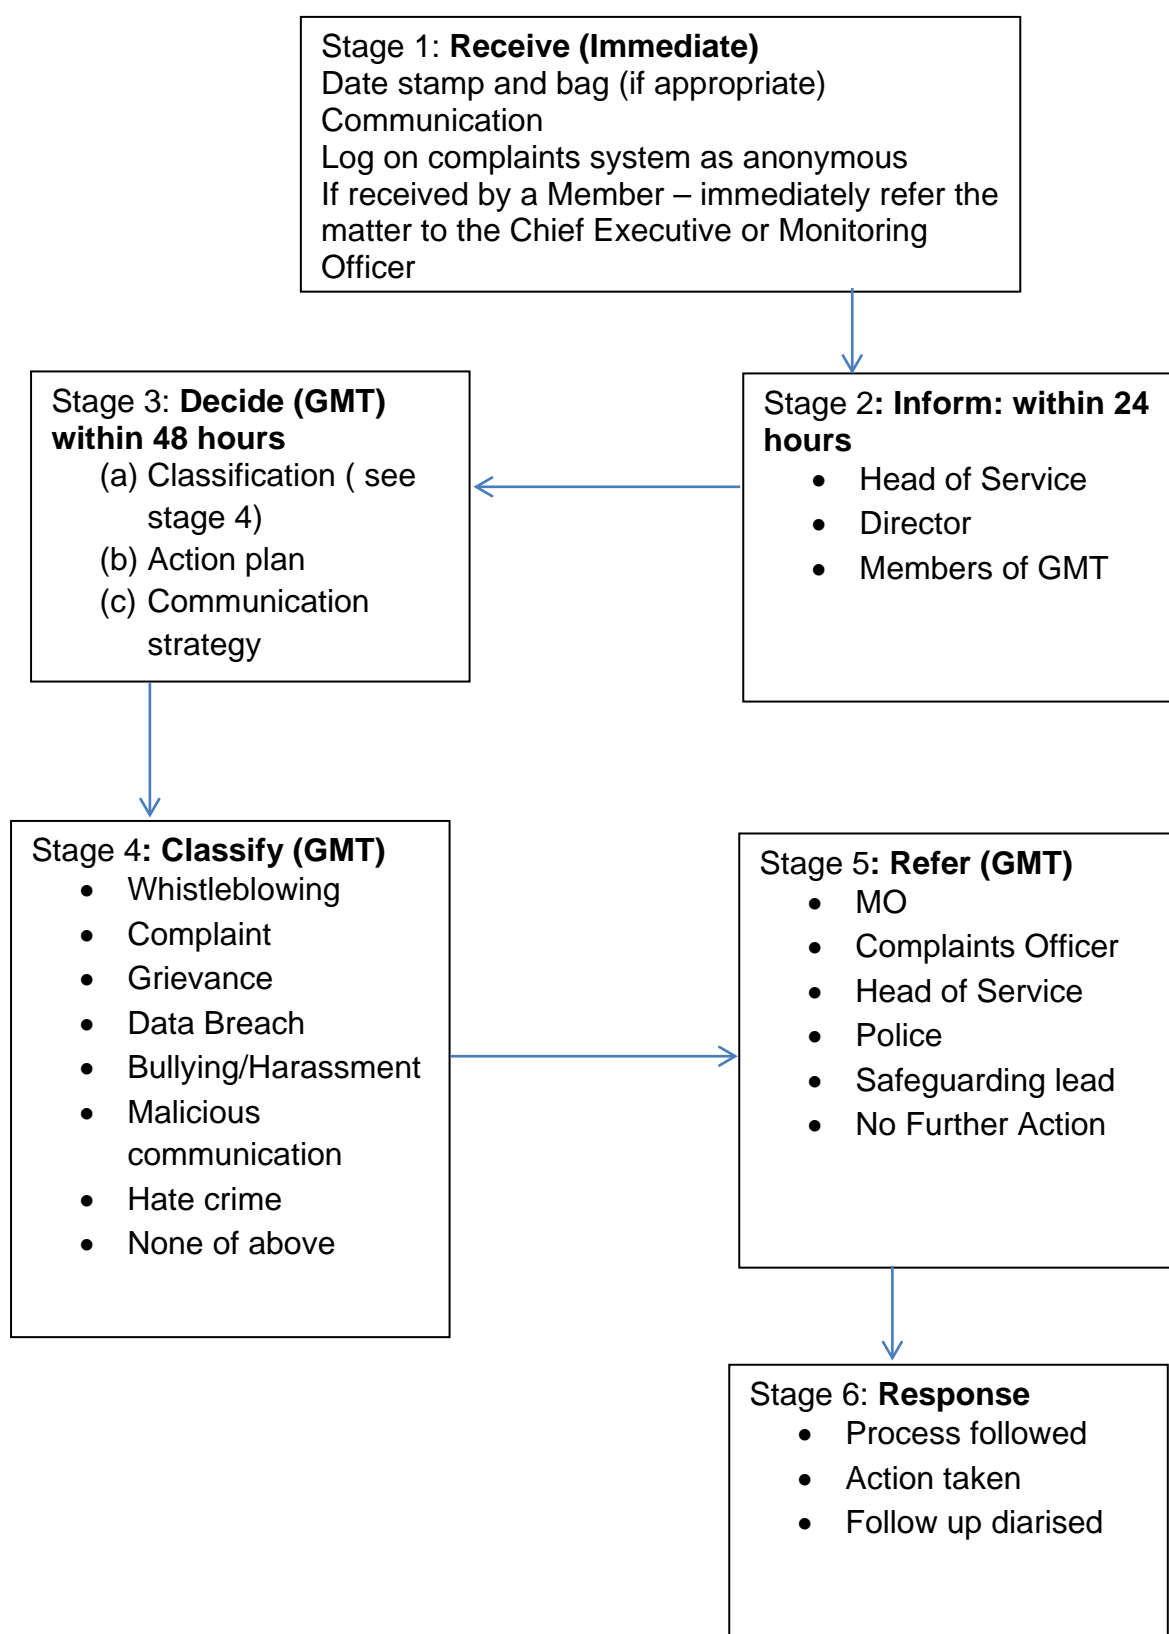 Stage 1: Receive (Immediate)
Date stamp and bag (if appropriate)
Communication
Log on complaints system as anonymous
If received by a Member – immediately refer the
matter to the Chief Executive or Monitoring
Officer
Stage 2: Inform: within 24
hours
• Head of Service
• Director
• Members of GMT
Stage 3: Decide (GMT)
within 48 hours
(a) Classification ( see
stage 4)
(b) Action plan
(c) Communication
strategy
Stage 4: Classify (GMT)
• Whistleblowing
• Complaint
• Grievance
• Data Breach
• Bullying/Harassment
• Malicious
communication
• Hate crime
• None of above
Stage 5: Refer (GMT)
• MO
• Complaints Officer
• Head of Service
• Police
• Safeguarding lead
• No Further Action
Stage 6: Response
• Process followed
• Action taken
• Follow up diarised